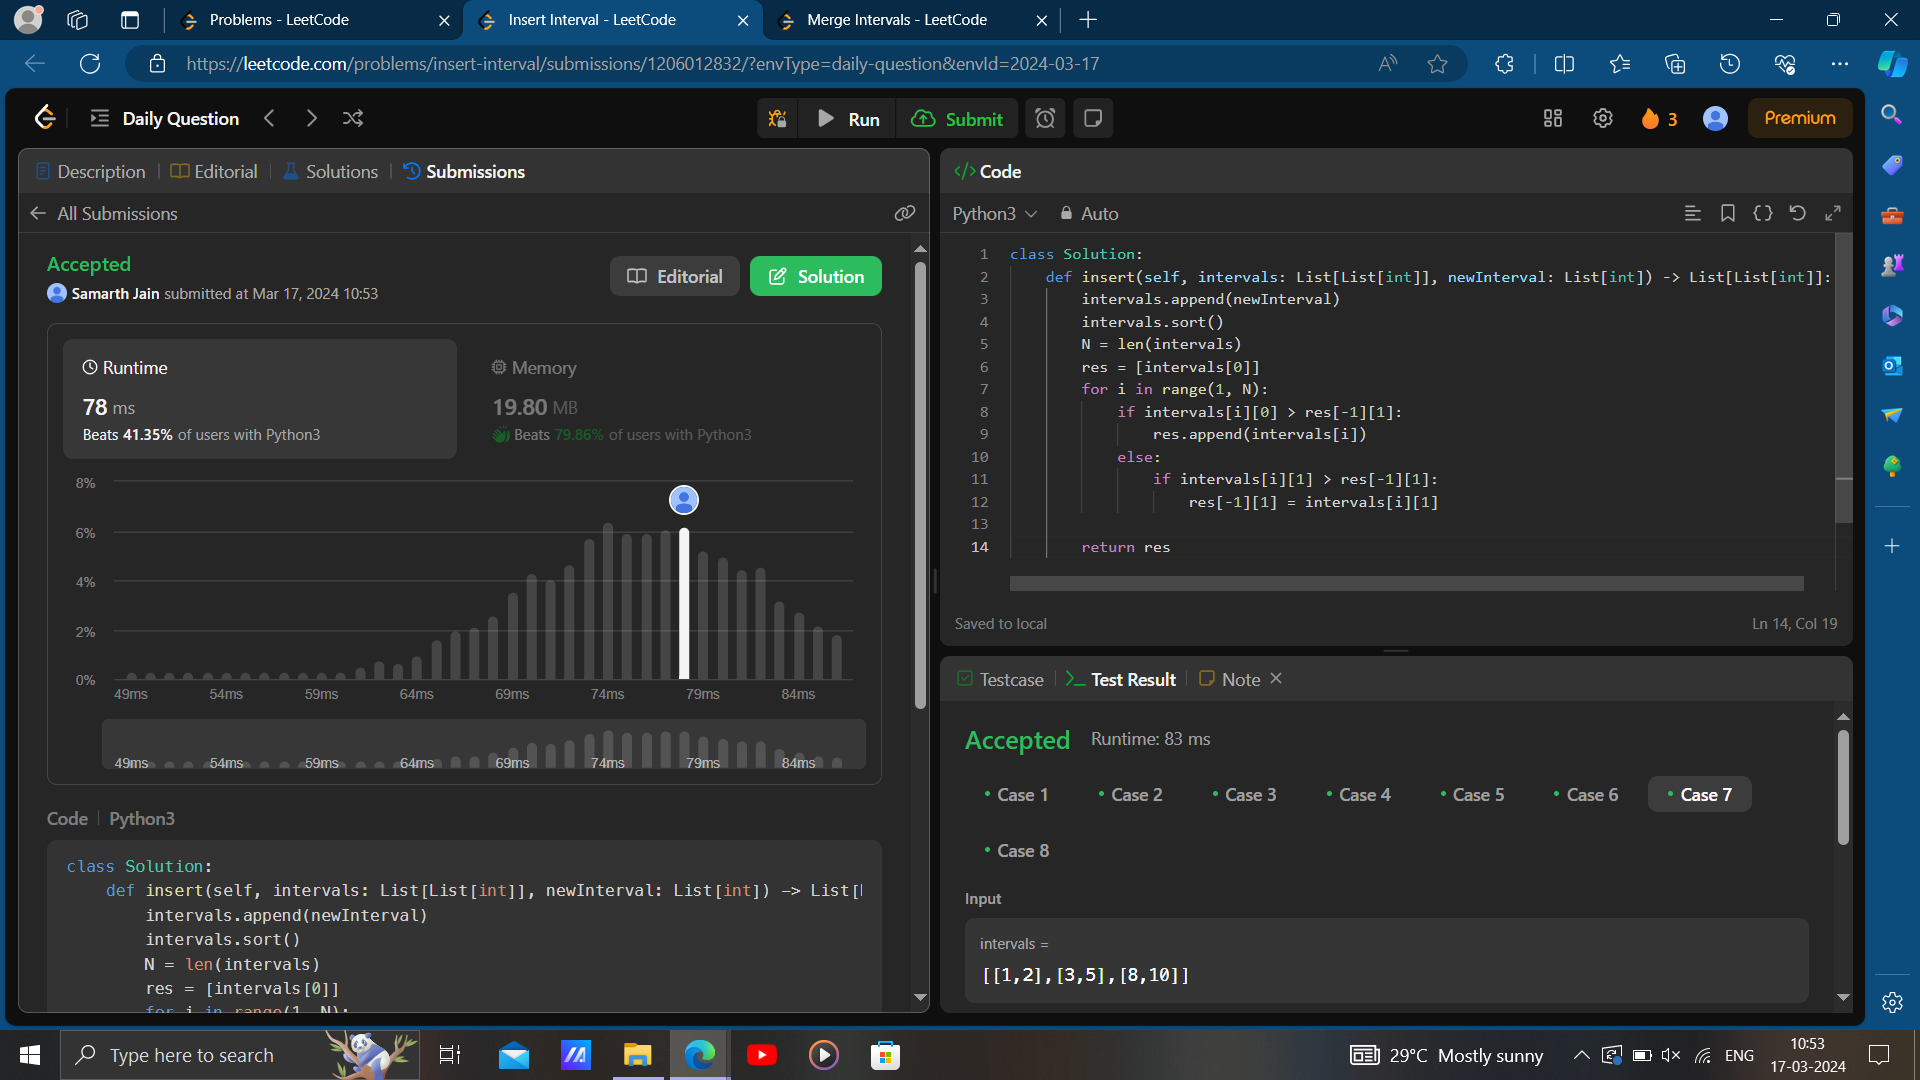 Problems - LeetCode
Insert Interval - LeetCode
Merge Intervals - LeetCode
https://leetcode.com/problems/insert-interval/submissions/1206012832/?envType=daily-question&envId=2024-03-17
Daily Question
Run
Submit
3
Premium
Description
Editorial
Solutions
Submissions
All Submissions
Accepted
Samarth Jain submitted at Mar 17, 2024 10:53
Editorial
Solution
Runtime
78 ms
Beats 41.35% of users with Python3
Memory
19.80 MB
Beats 79.86% of users with Python3
8%
6%
4%
2%
0%
49ms 54ms 59ms 64ms 69ms 74ms 79ms 84ms
49ms 54ms 59ms 64ms 69ms 74ms 79ms 84ms
Code | Python3
class Solution:
def insert(self, intervals: List[List[int]], newInterval: List[int]) -> List[
intervals.append(newInterval)
intervals.sort()
N = len(intervals)
res = [intervals[0]]
for i in range(1, N):
</> Code
Python3
Auto
1 class Solution:
2 def insert(self, intervals: List[List[int]], newInterval: List[int]) -> List[List[int]]:
3 intervals.append(newInterval)
4 intervals.sort()
5 N = len(intervals)
6 res = [intervals[0]]
7 for i in range(1, N):
8 if intervals[i][0] > res[-1][1]:
9 res.append(intervals[i])
10 else:
11 if intervals[i][1] > res[-1][1]:
12 res[-1][1] = intervals[i][1]
13
14 return res
Saved to local
Ln 14, Col 19
Testcase
Test Result
Note
Accepted Runtime: 83 ms
Case 1
Case 2
Case 3
Case 4
Case 5
Case 6
Case 7
Case 8
Input
intervals =
[[1,2],[3,5],[8,10]]
Type here to search
29°C Mostly sunny
ENG
10:53
17-03-2024